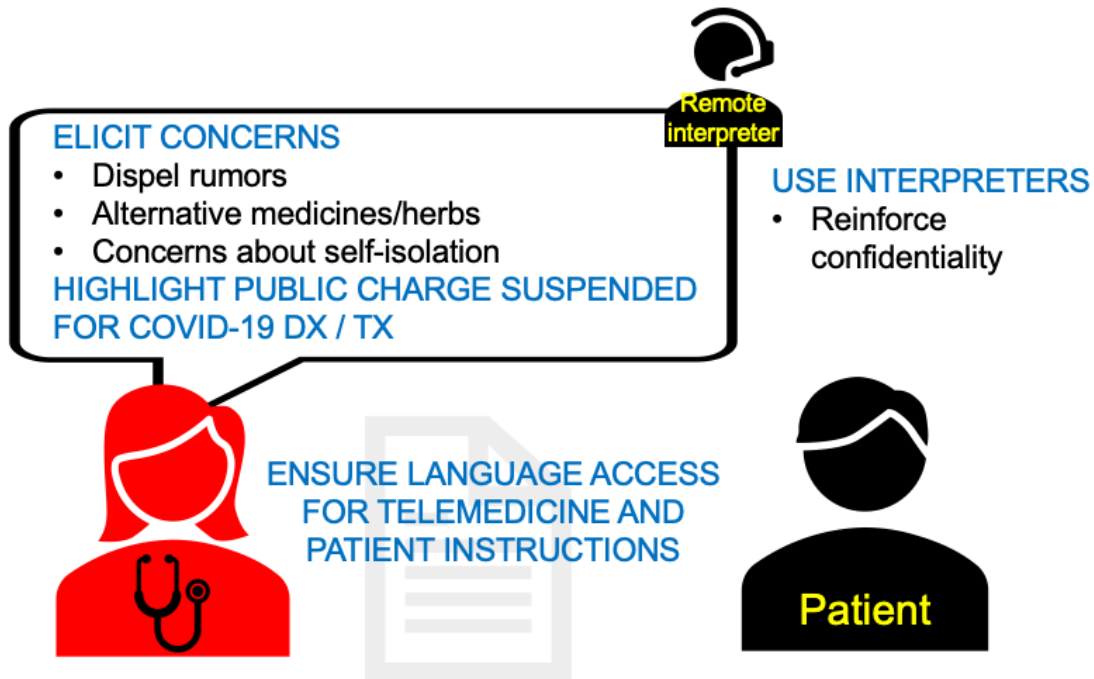 Remote
interpreter
ELICIT CONCERNS
• Dispel rumors
• Alternative medicines/herbs
• Concerns about self-isolation
HIGHLIGHT PUBLIC CHARGE SUSPENDED
FOR COVID-19 DX / TX
USE INTERPRETERS
• Reinforce
confidentiality
ENSURE LANGUAGE ACCESS
FOR TELEMEDICINE AND
PATIENT INSTRUCTIONS
Patient